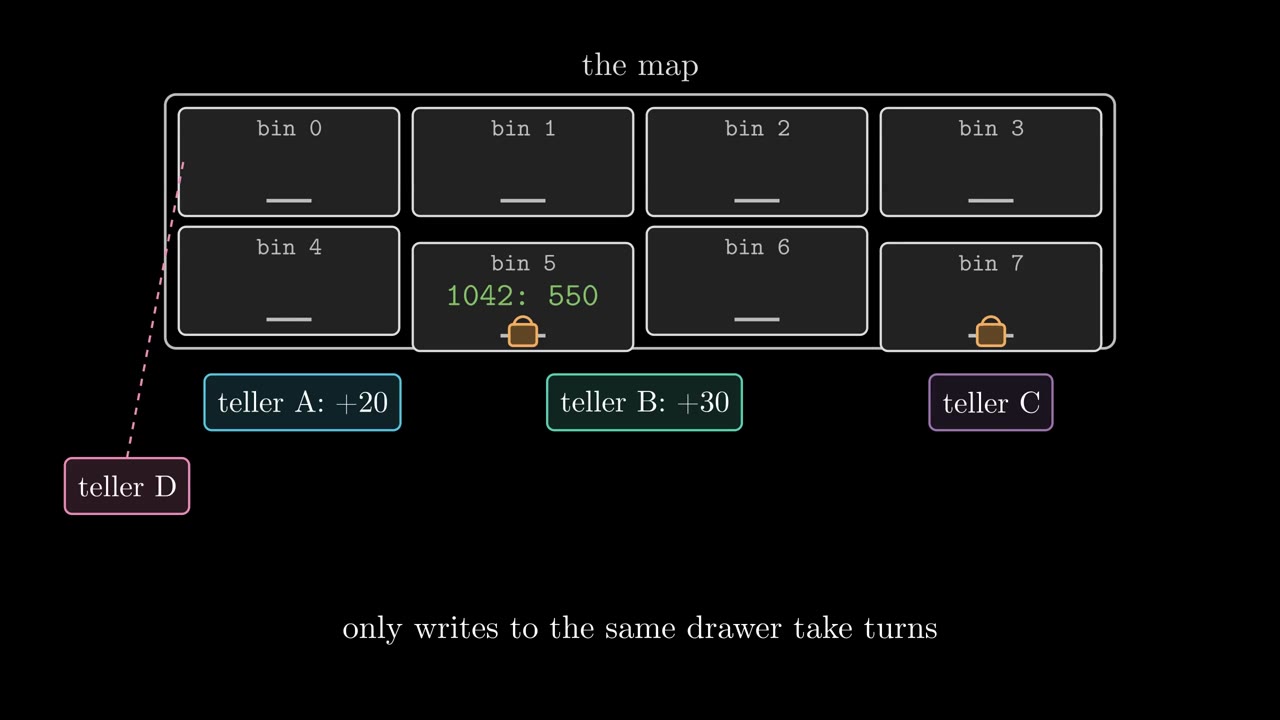 the map
bin 0
bin 1
bin 2
bin 3
bin 4
bin 5
1042: 550
bin 6
bin 7
teller A: +20
teller B: +30
teller C
teller D
only writes to the same drawer take turns